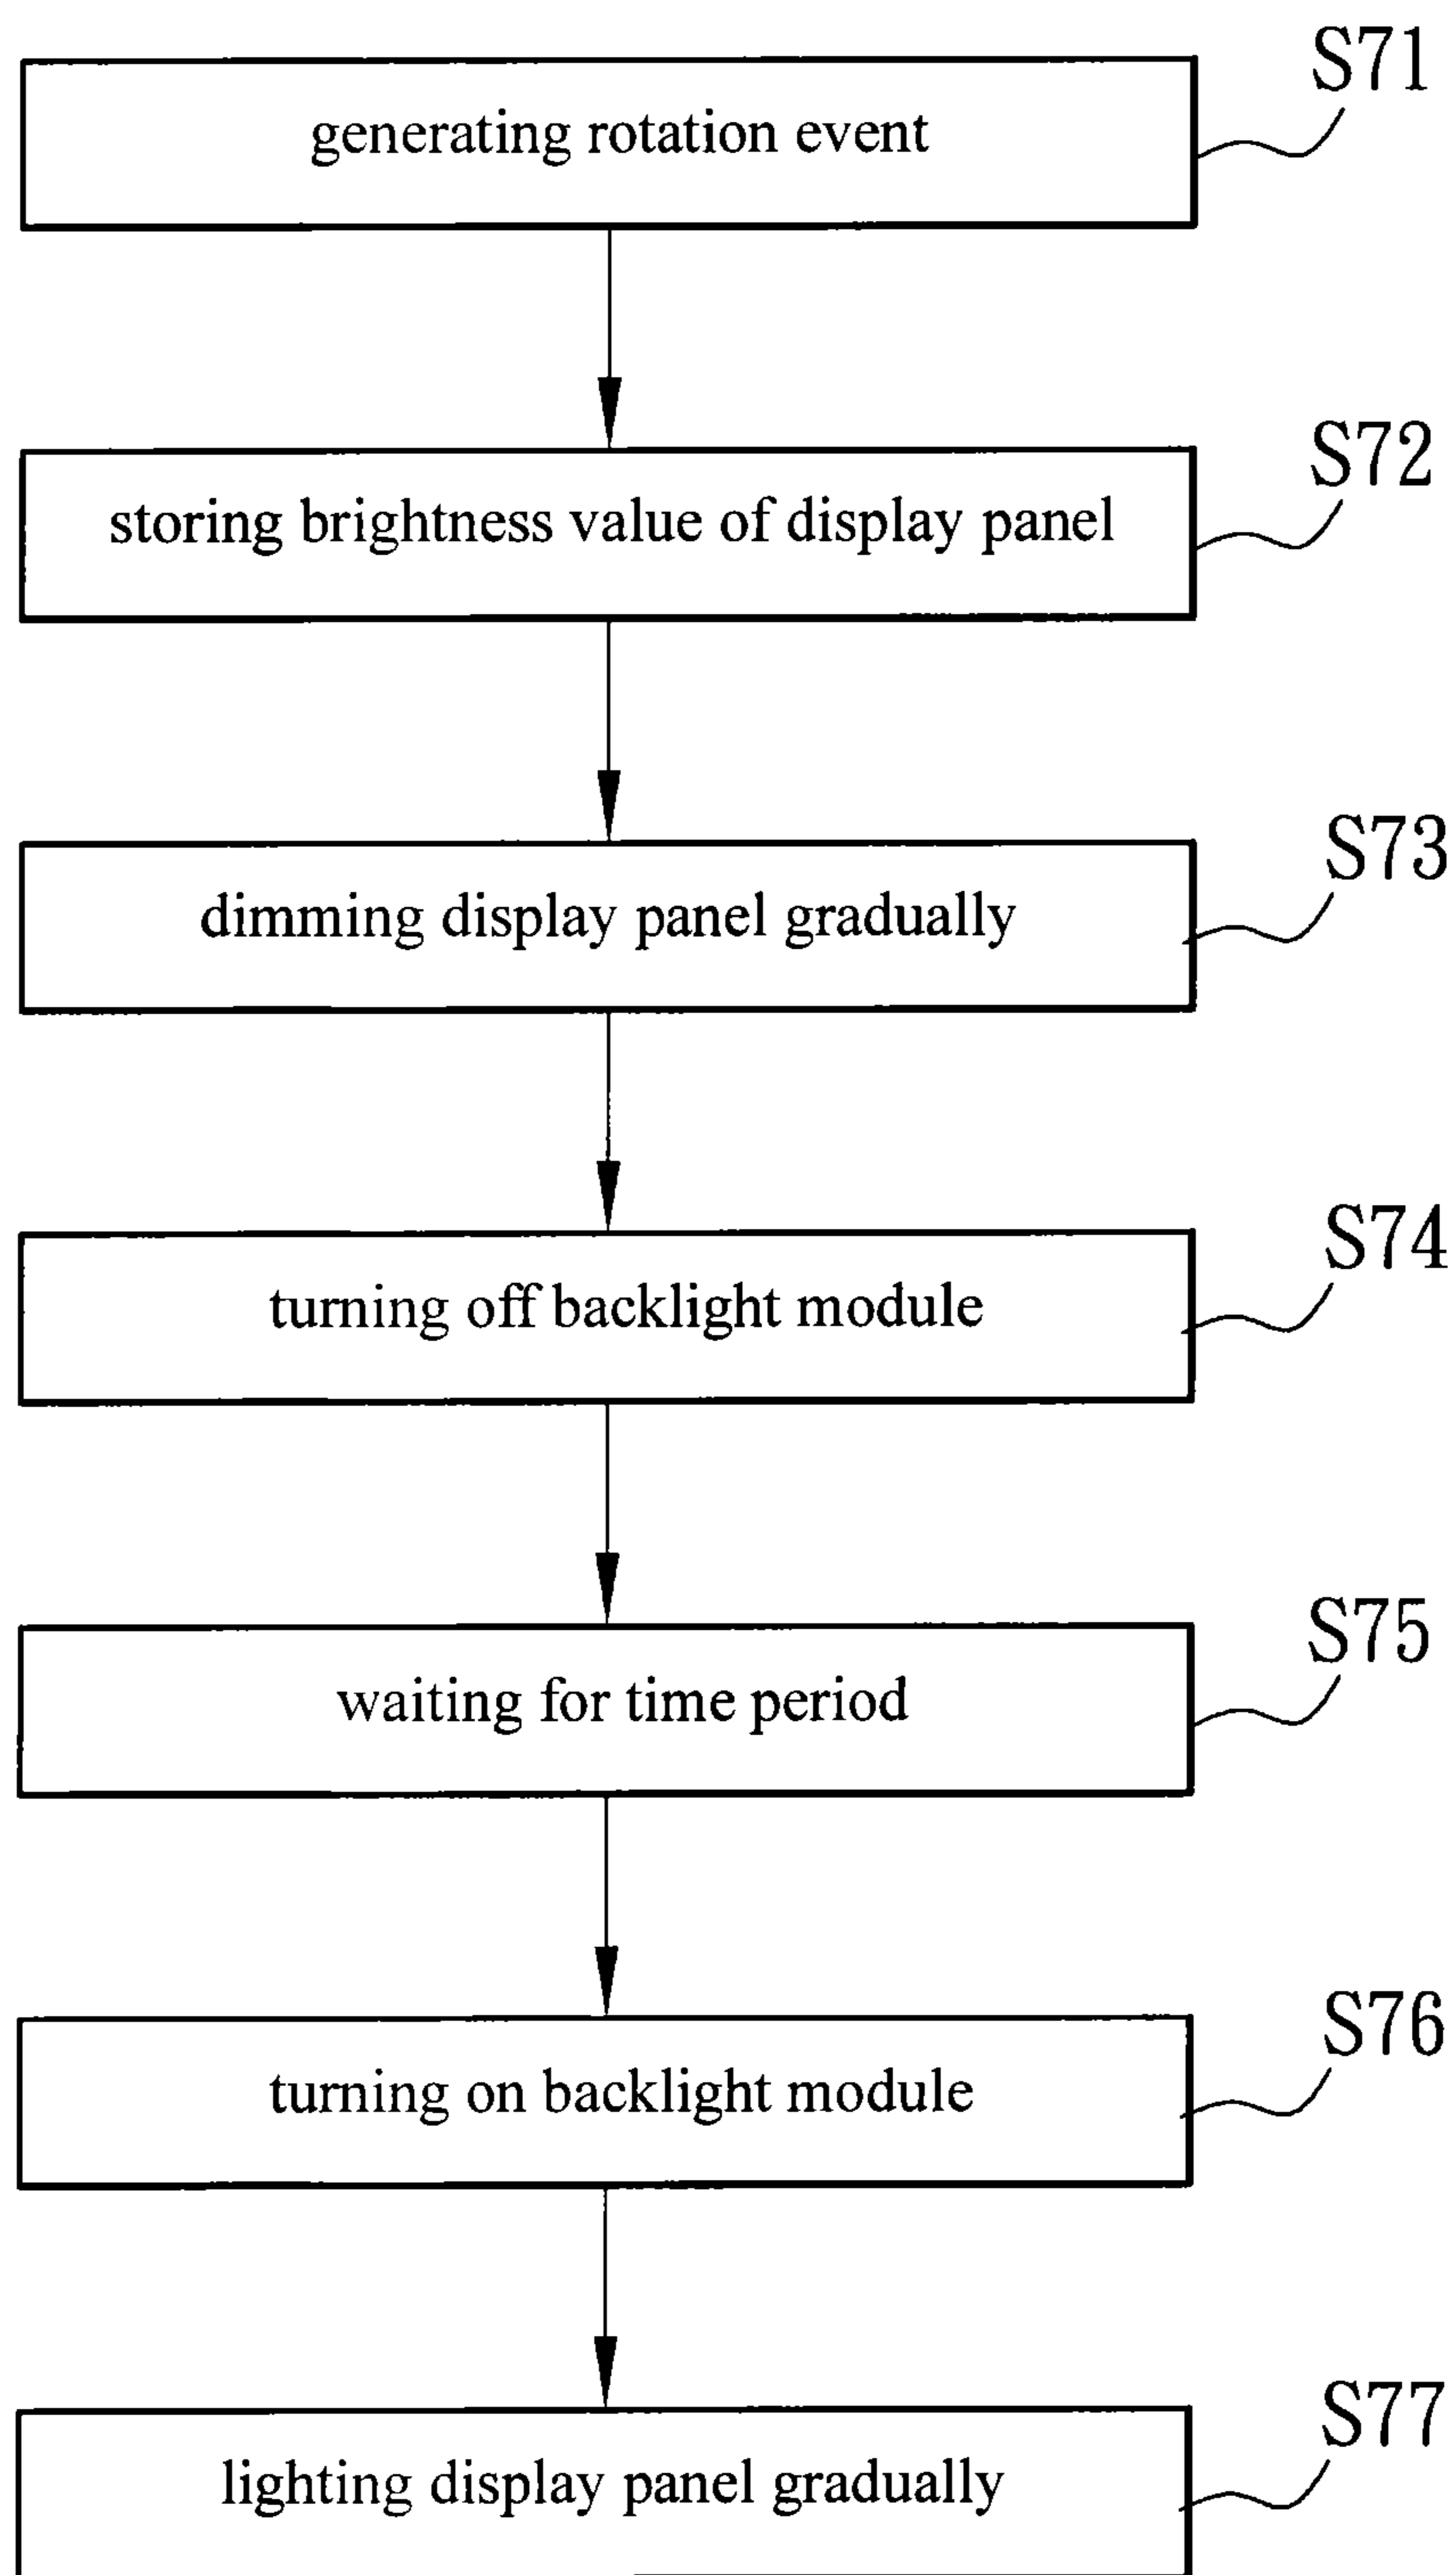 S71
generating rotation event
S72
storing brightness value of display panel
S73
dimming display panel gradually
S74
turning off backlight module
S75
waiting for time period
S76
turning on backlight module
S77
lighting display panel gradually